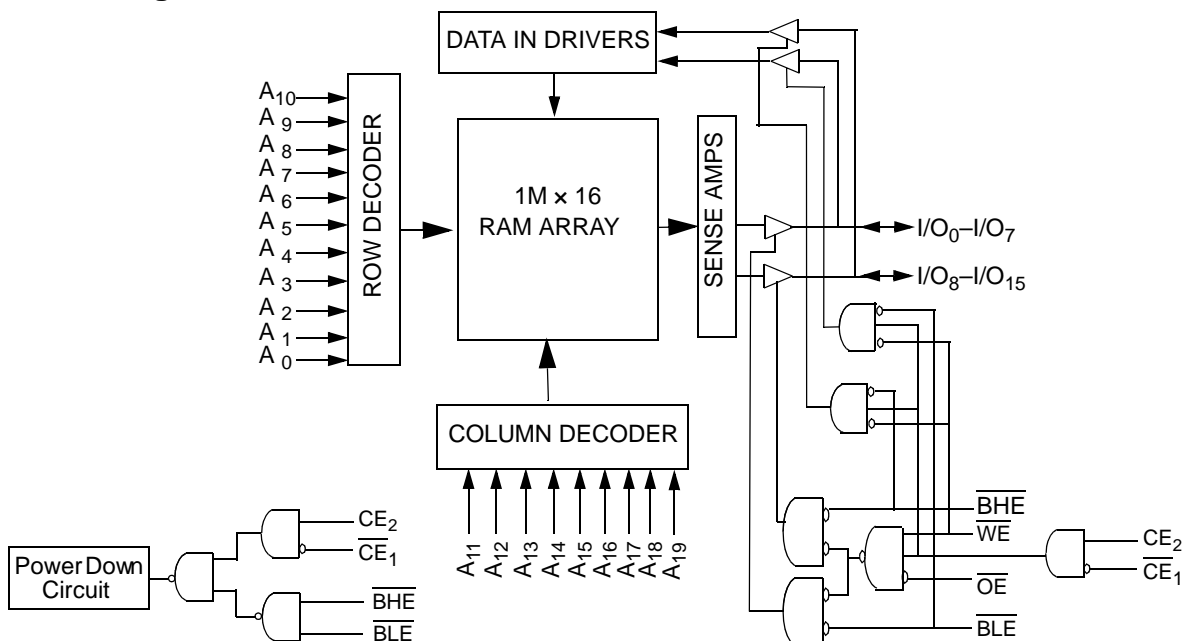 DATA IN DRIVERS
A10
A9
A8
A7
A6
A5
A4
A3
A2
A1
A0
ROW DECODER
1M × 16
RAM ARRAY
SENSE AMPS
I/O0–I/O7
I/O8–I/O15
COLUMN DECODER
A11
A12
A13
A14
A15
A16
A17
A18
A19
BHE
WE
OE
BLE
CE2
CE1
Power Down
Circuit
CE2
CE1
BHE
BLE